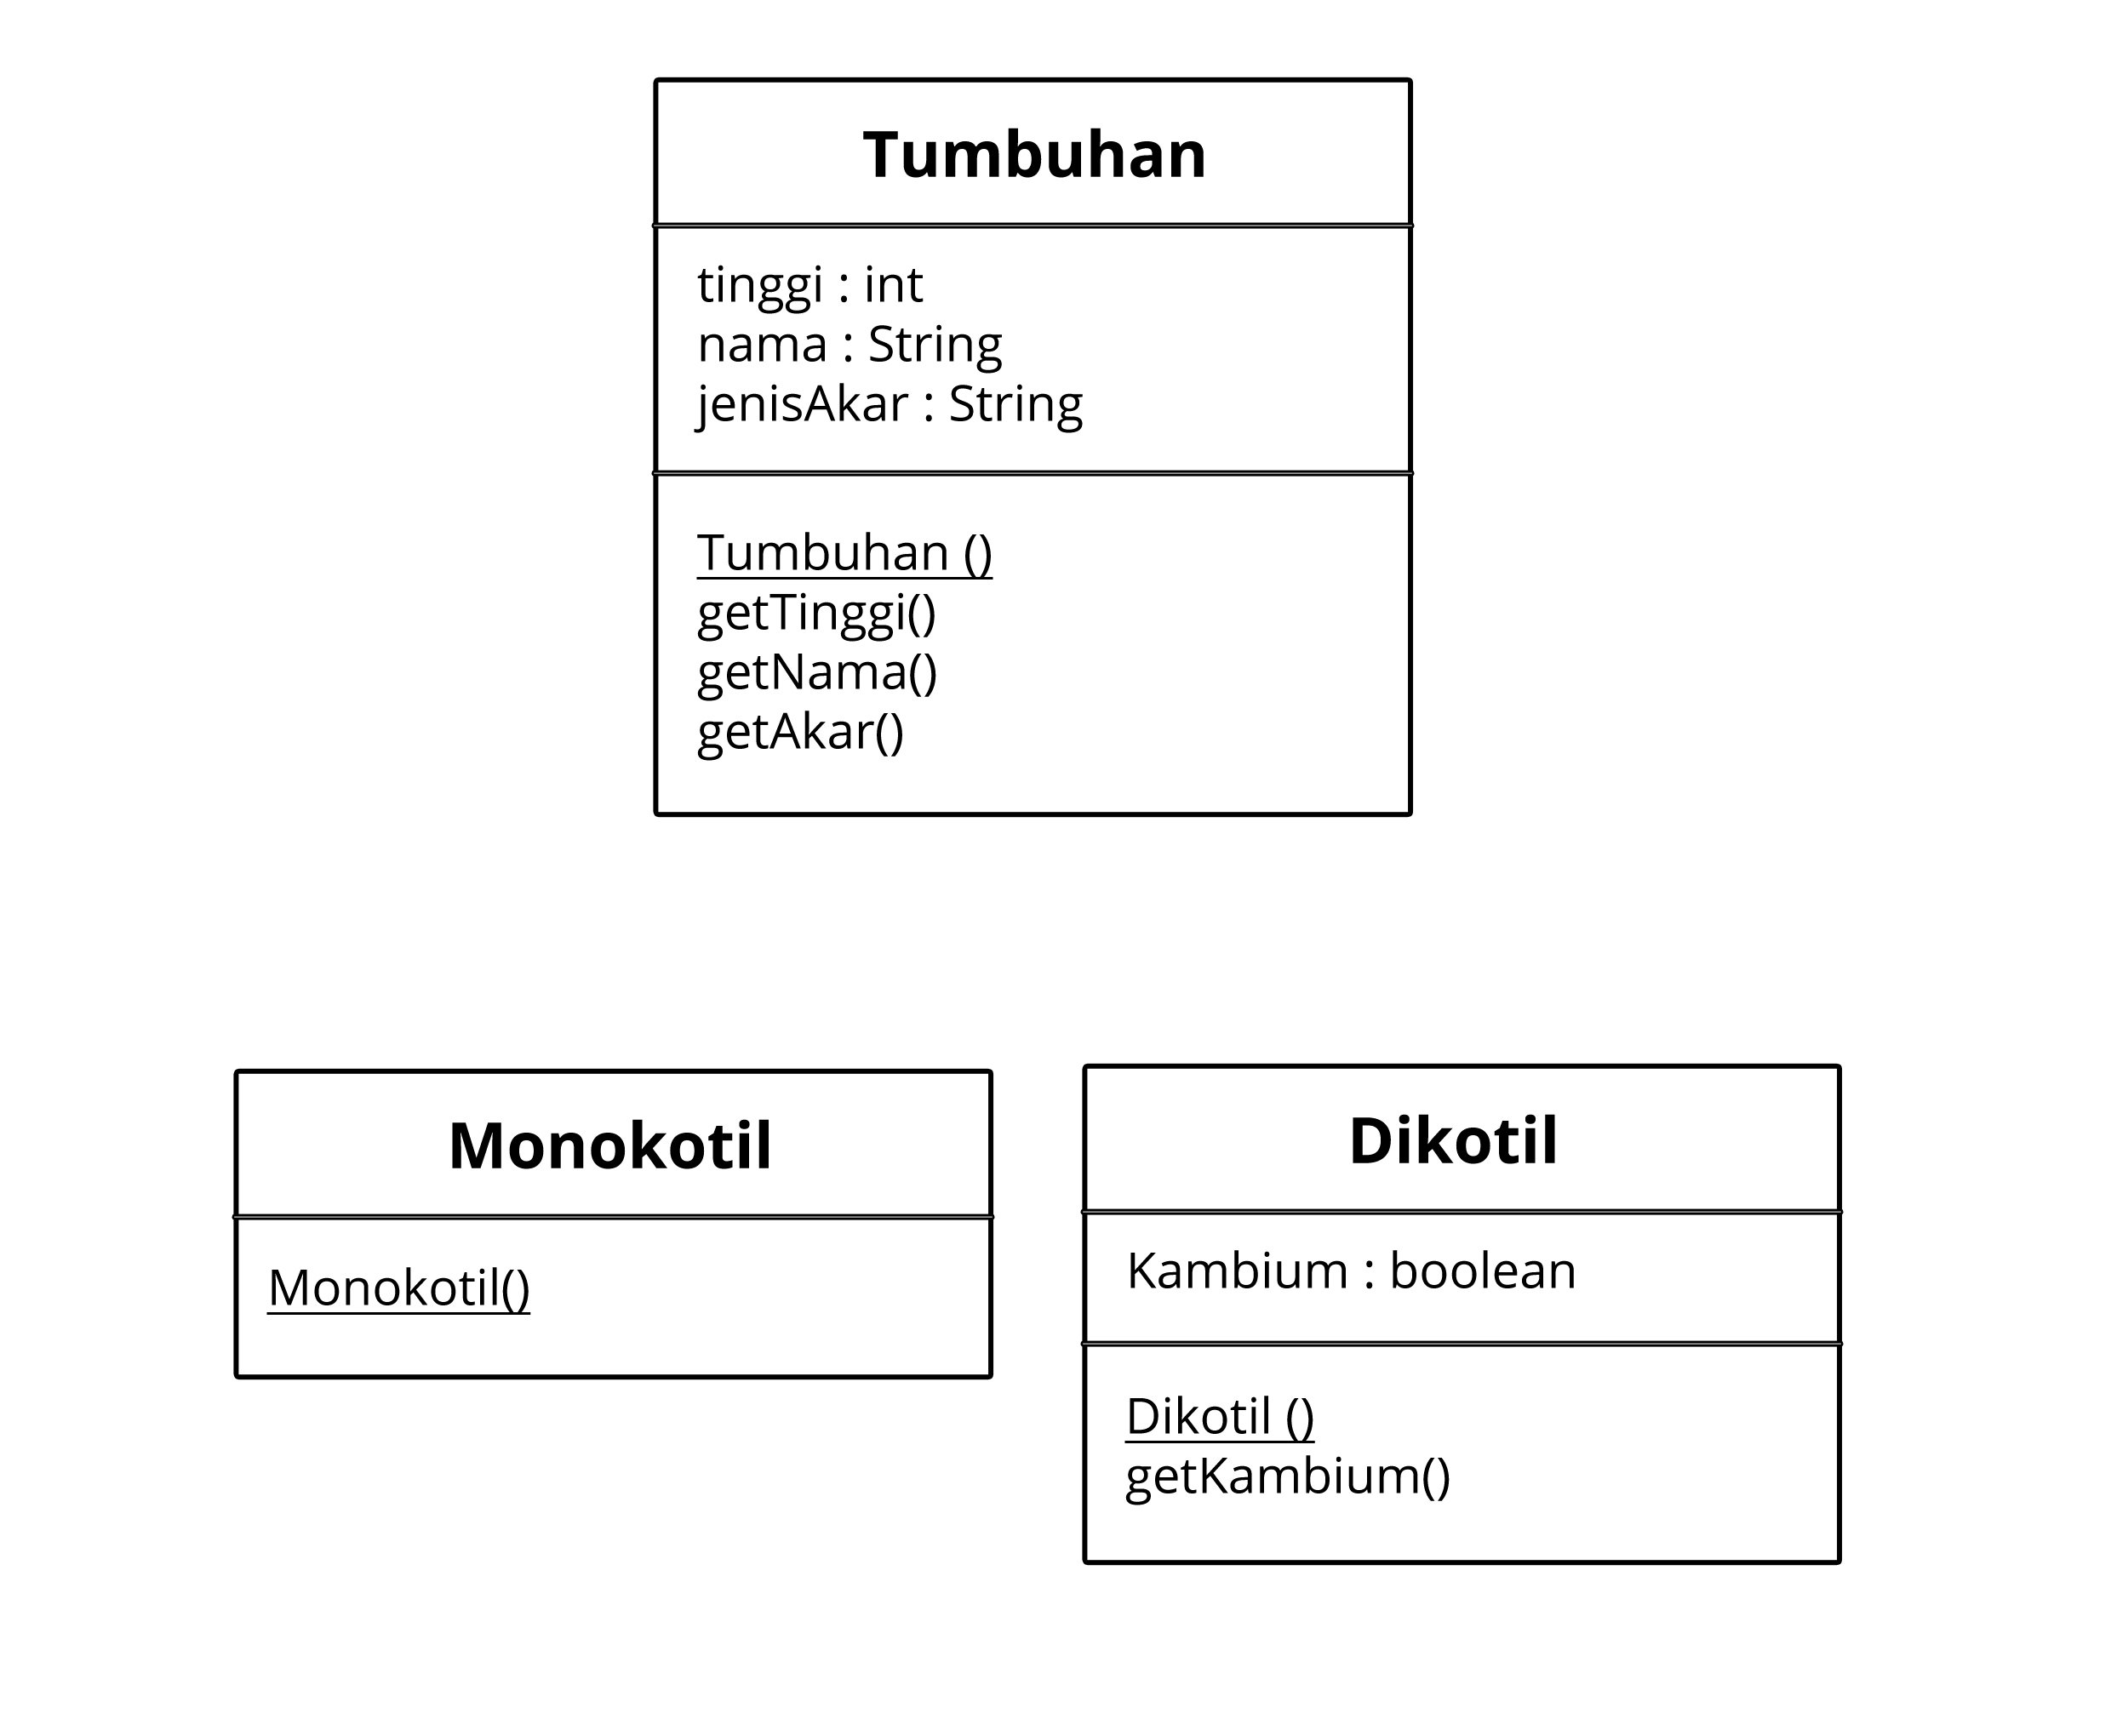 Tumbuhan
tinggi : int
nama : String
jenisAkar : String
Tumbuhan ()
getTinggi()
getNama()
getAkar()
Monokotil
Monokotil()
Dikotil
Kambium : boolean
Dikotil ()
getKambium()